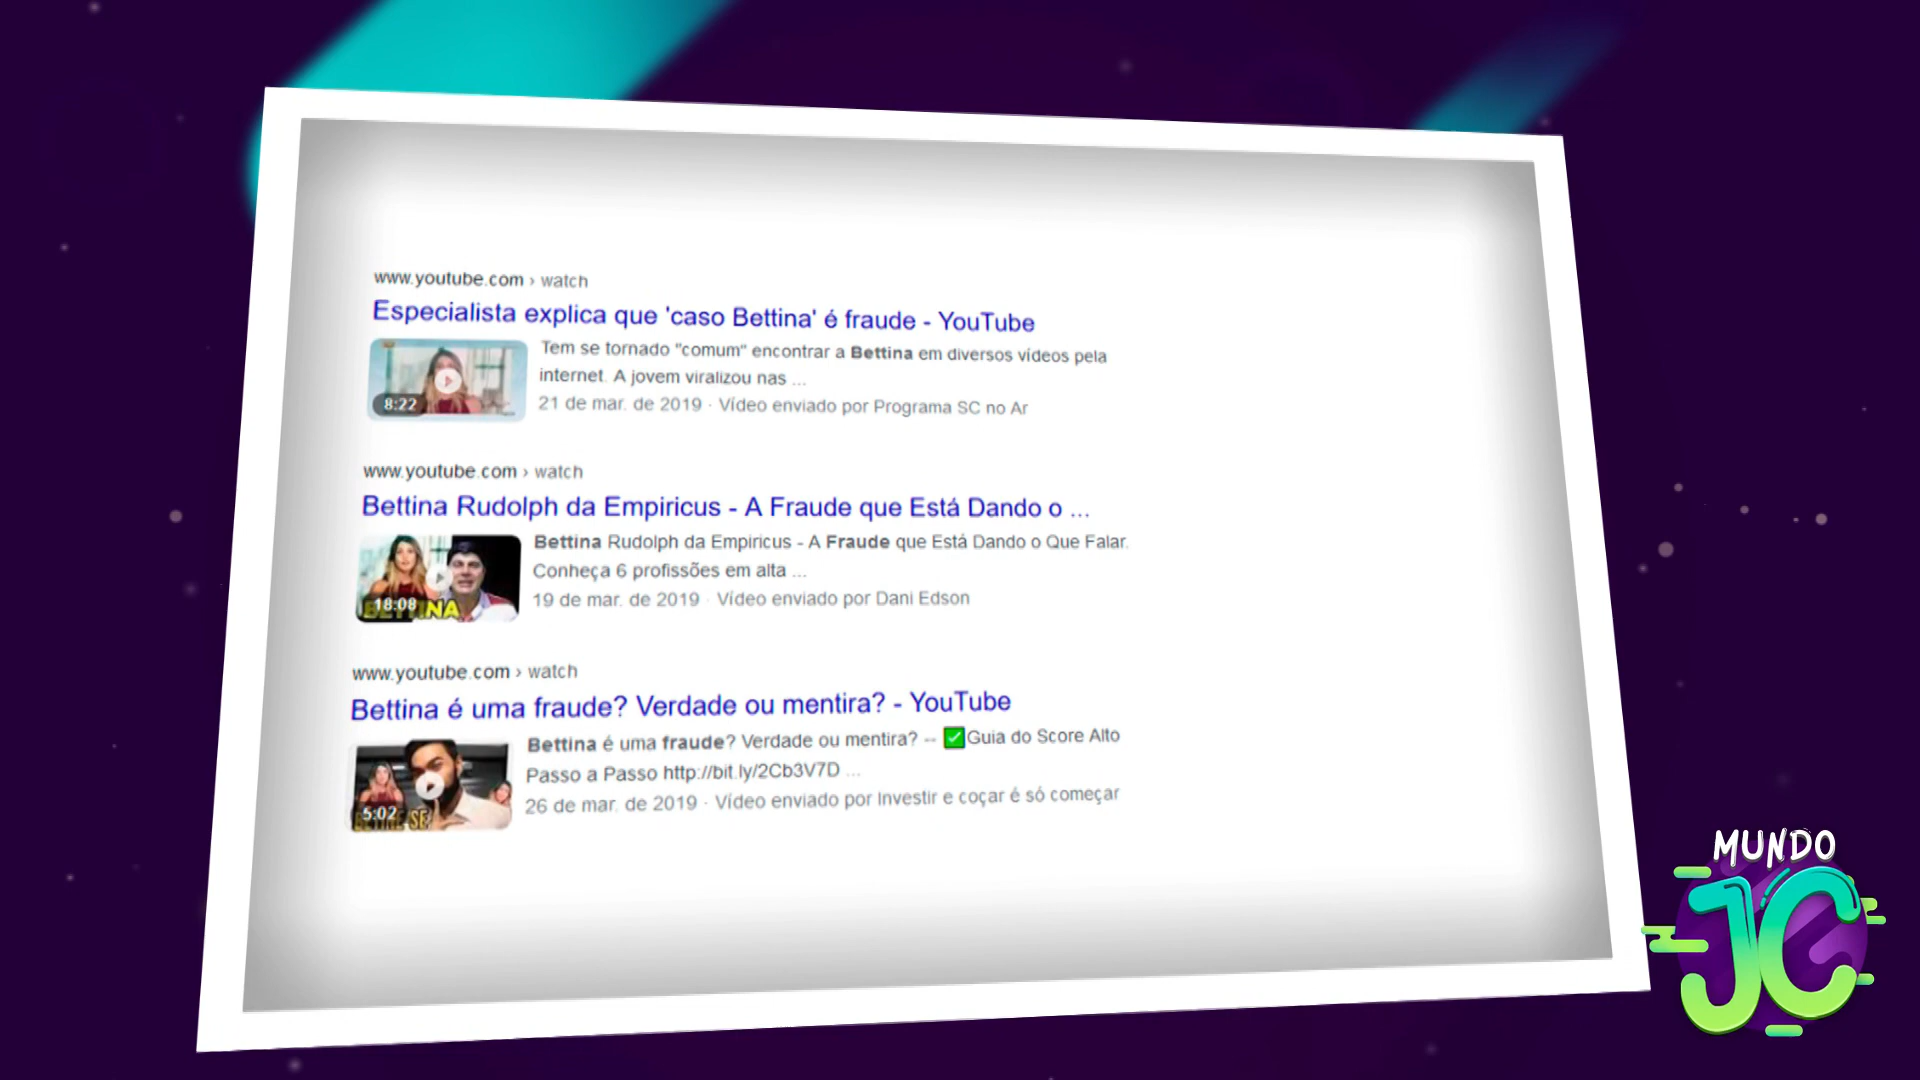 www.youtube.com › watch
Especialista explica que 'caso Bettina' é fraude - YouTube
Tem se tornado "comum" encontrar a Bettina em diversos vídeos pela
internet. A jovem viralizou nas ...
8:22
21 de mar. de 2019 · Vídeo enviado por Programa SC no Ar
www.youtube.com › watch
Bettina Rudolph da Empiricus - A Fraude que Está Dando o ...
Bettina Rudolph da Empiricus - A Fraude que Está Dando o Que Falar.
Conheça 6 profissões em alta ...
18:08
BETTINA
19 de mar. de 2019 · Vídeo enviado por Dani Edson
www.youtube.com › watch
Bettina é uma fraude? Verdade ou mentira? - YouTube
Bettina é uma fraude? Verdade ou mentira? -- ✅Guia do Score Alto
Passo a Passo http://bit.ly/2Cb3V7D ...
5:02
26 de mar. de 2019 · Vídeo enviado por Investir e coçar é só começar
MUNDO
JC